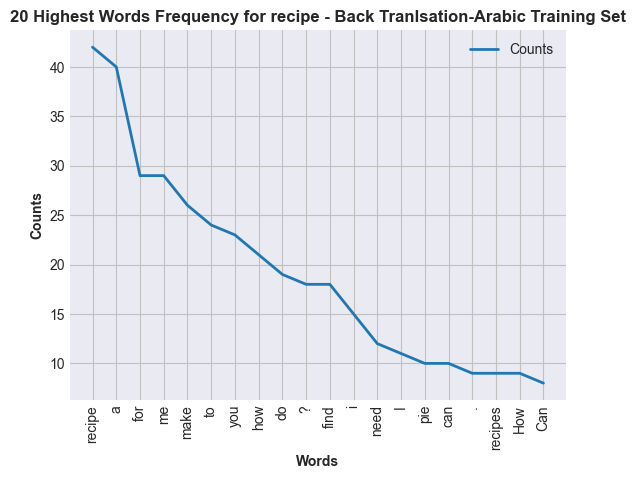 20 Highest Words Frequency for recipe - Back Tranlsation-Arabic Training Set
Counts
40
35
30
25
20
15
10
Counts
recipe
a
for
me
make
to
you
how
do
?
find
i
need
I
pie
can
.
recipes
How
Can
Words